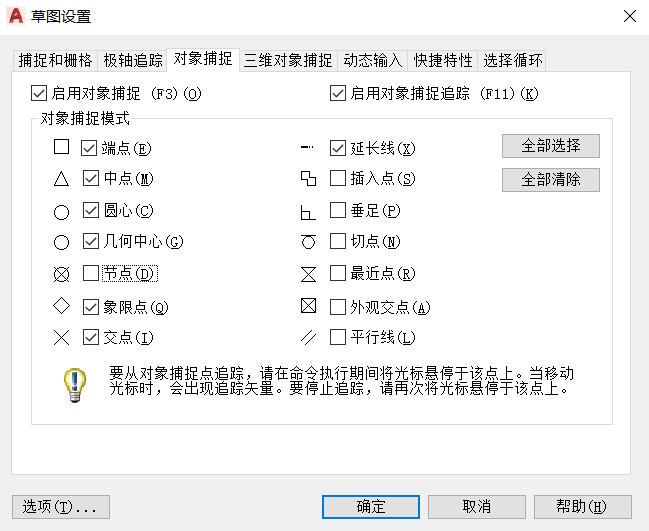 草图设置
捕捉和栅格 极轴追踪 对象捕捉 三维对象捕捉 动态输入 快捷特性 选择循环
启用对象捕捉 (F3)(O) 启用对象捕捉追踪 (F11)(K)
对象捕捉模式
端点(E) 延长线(X) 全部选择
中点(M) 插入点(S) 全部清除
圆心(C) 垂足(P)
几何中心(G) 切点(N)
节点(D) 最近点(R)
象限点(Q) 外观交点(A)
交点(I) 平行线(L)
要从对象捕捉点追踪，请在命令执行期间将光标悬停于该点上。当移动
光标时，会出现追踪矢量。要停止追踪，请再次将光标悬停于该点上。
选项(T)... 确定 取消 帮助(H)